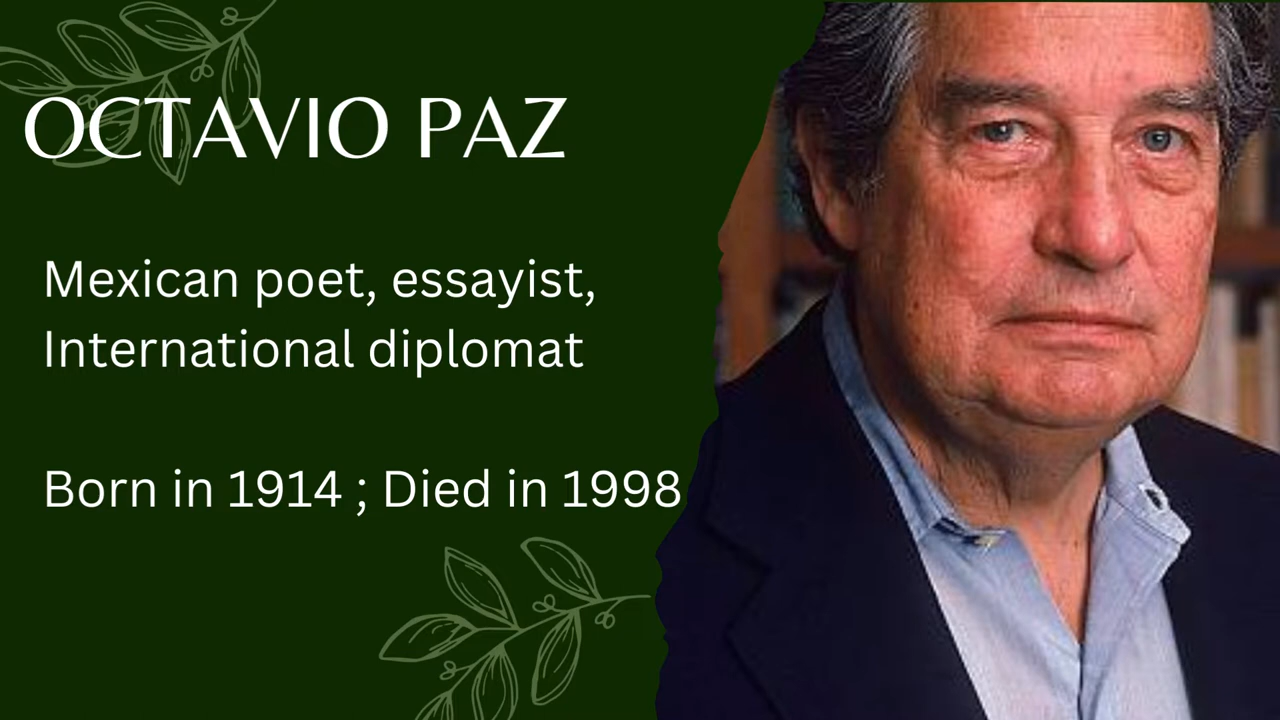 OCTAVIO PAZ
Mexican poet, essayist,
International diplomat
Born in 1914 ; Died in 1998